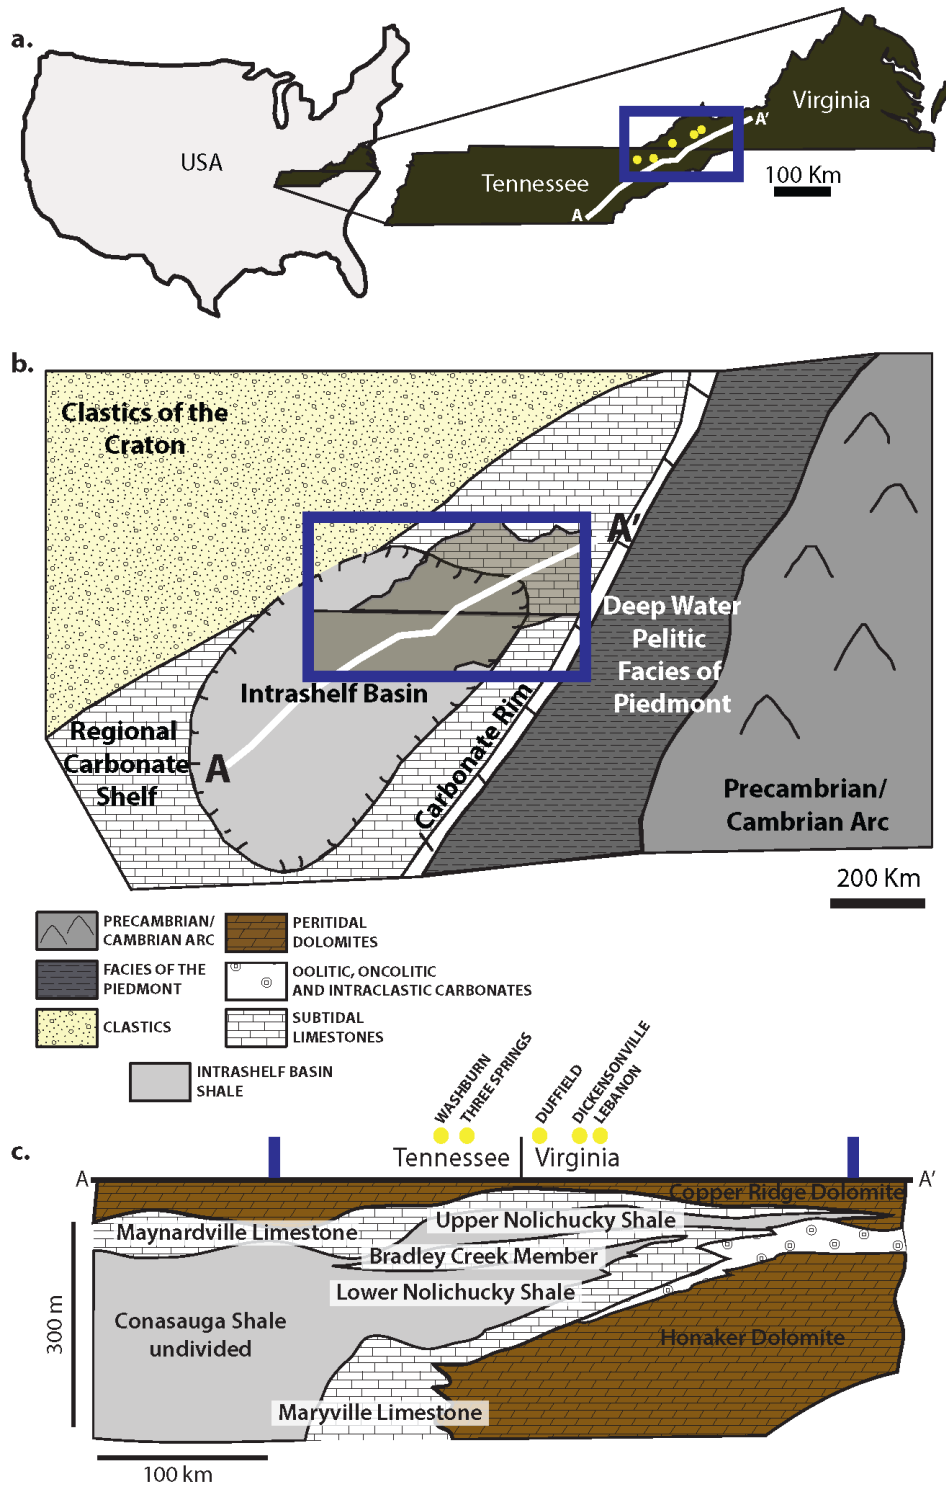 a.
USA
Virginia
A'
Tennessee
A
100 Km
b.
Clastics of the
Craton
A'
Deep Water
Pelitic
Facies of
Piedmont
Intrashelf Basin
Regional
Carbonate
Shelf
A
Carbonate Rim
Precambrian/
Cambrian Arc
200 Km
PRECAMBRIAN/
CAMBRIAN ARC
PERITIDAL
DOLOMITES
FACIES OF THE
PIEDMONT
OOLITIC, ONCOLITIC
AND INTRACLASTIC CARBONATES
CLASTICS
SUBTIDAL
LIMESTONES
INTRASHELF BASIN
SHALE
WASHBURN
THREE SPRINGS
DUFFIELD
DICKENSONVILLE
LEBANON
c.
Tennessee
Virginia
A
A'
Copper Ridge Dolomite
Upper Nolichucky Shale
Maynardville Limestone
Bradley Creek Member
Lower Nolichucky Shale
Conasauga Shale
undivided
Honaker Dolomite
300 m
Maryville Limestone
100 km